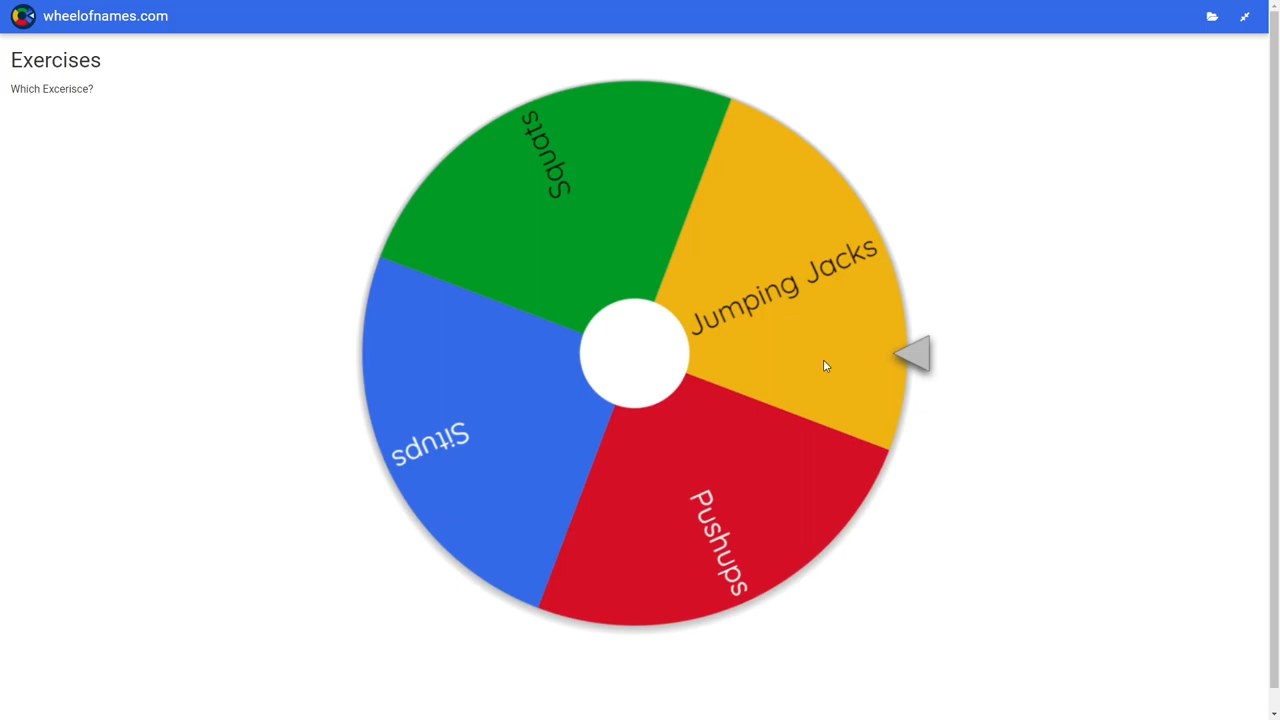 wheelofnames.com
Exercises
Which Excerisce?
Squats
Jumping Jacks
Situps
Pushups